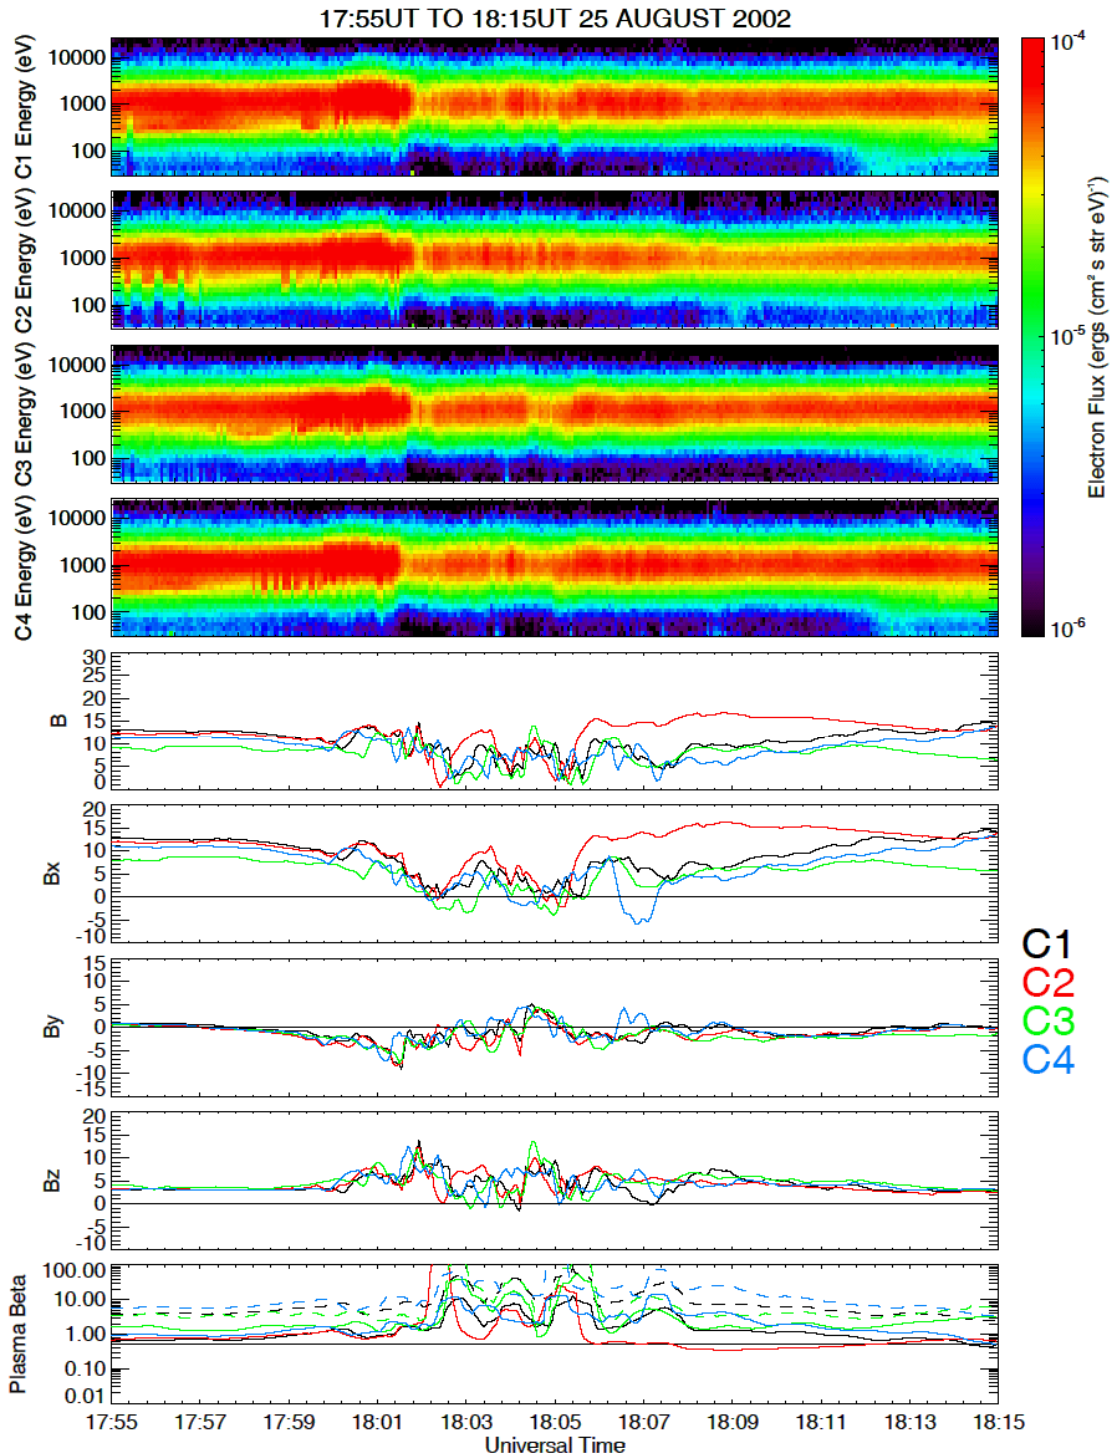 17:55UT TO 18:15UT 25 AUGUST 2002
C1 Energy (eV)
10000
1000
100
C2 Energy (eV)
10000
1000
100
C3 Energy (eV)
10000
1000
100
C4 Energy (eV)
10000
1000
100
10⁻⁴
10⁻⁵
10⁻⁶
Electron Flux (ergs (cm² s str eV)⁻¹)
B
30
25
20
15
10
5
0
Bx
20
15
10
5
0
-5
-10
By
15
10
5
0
-5
-10
-15
Bz
20
15
10
5
0
-5
-10
Plasma Beta
100.00
10.00
1.00
0.10
0.01
C1
C2
C3
C4
17:55 17:57 17:59 18:01 18:03 18:05 18:07 18:09 18:11 18:13 18:15
Universal Time